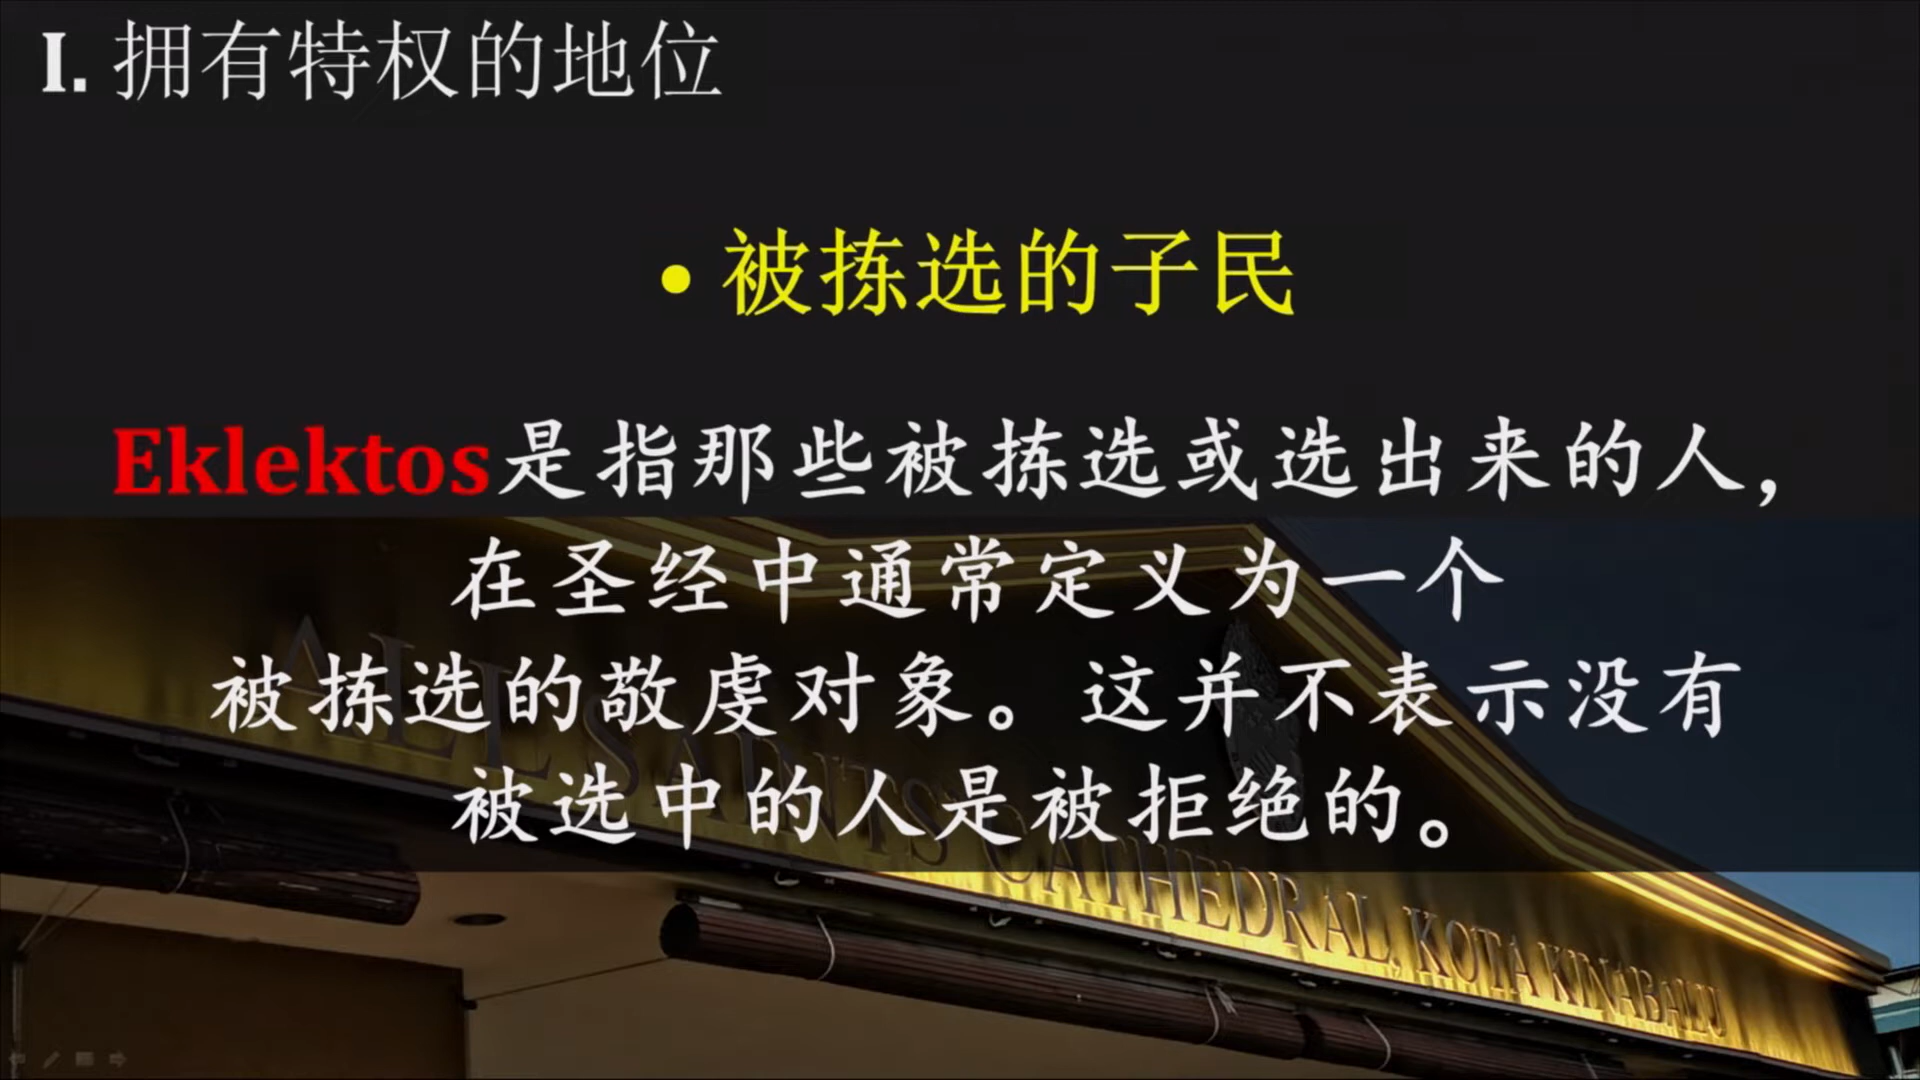 I. 拥有特权的地位
• 被拣选的子民
Eklektos是指那些被拣选或选出来的人，
在圣经中通常定义为一个
被拣选的敬虔对象。这并不表示没有
被选中的人是被拒绝的。
ALL SAINTS' CATHEDRAL, KOTA KINABALU